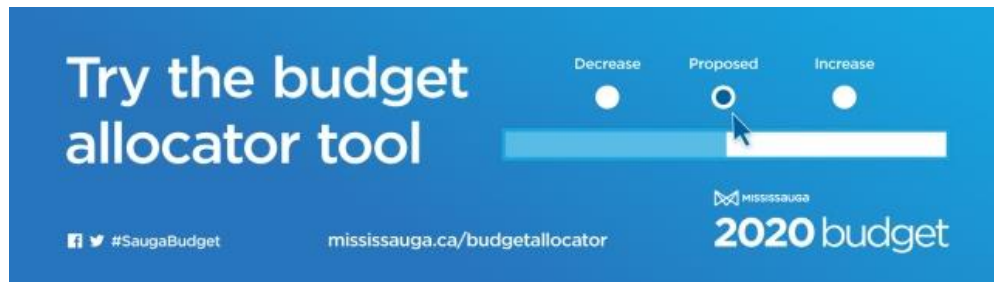 Try the budget
allocator tool
Decrease Proposed Increase
MISSISSAUGA
2020 budget
#SaugaBudget
mississauga.ca/budgetallocator